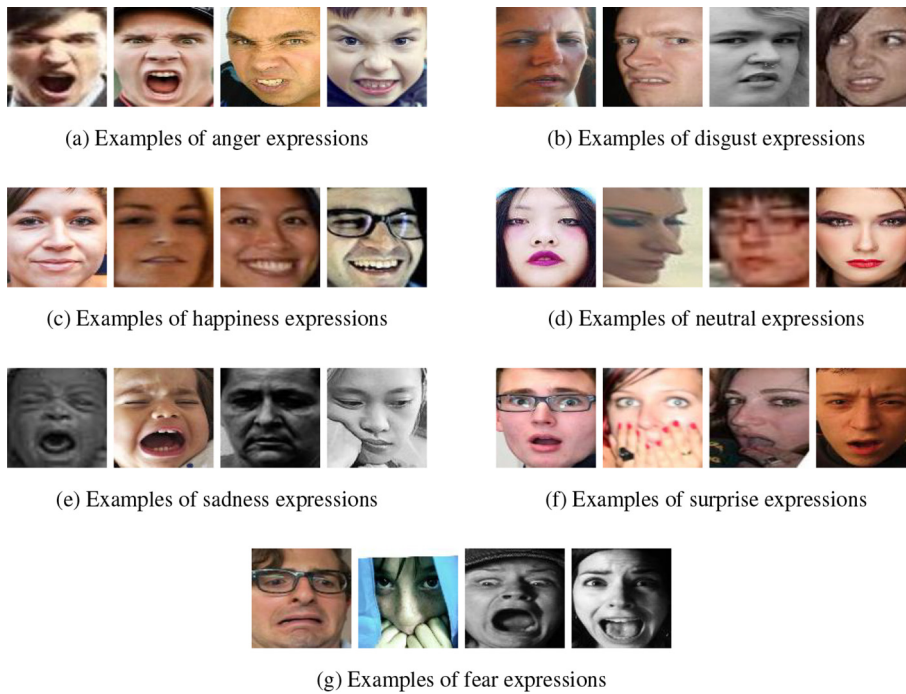 (a) Examples of anger expressions
(b) Examples of disgust expressions
(c) Examples of happiness expressions
(d) Examples of neutral expressions
(e) Examples of sadness expressions
(f) Examples of surprise expressions
(g) Examples of fear expressions